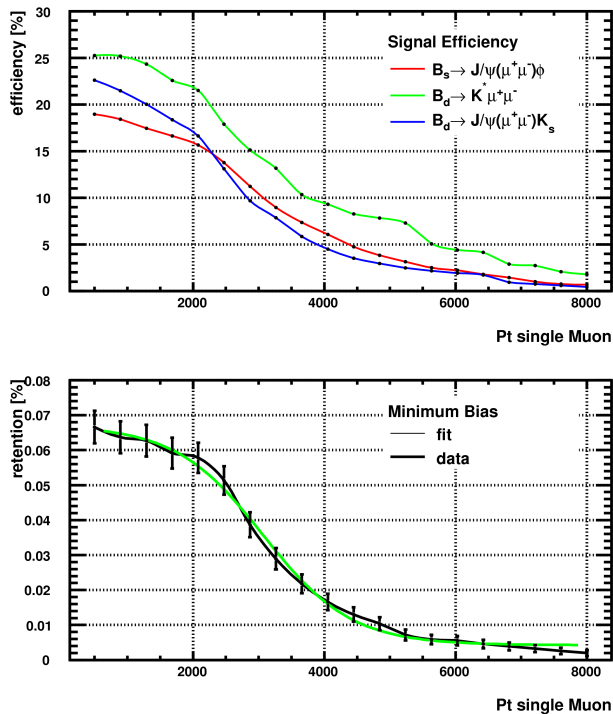 efficiency [%]
30
25
20
15
10
5
0
Signal Efficiency
Bₛ → J/ψ(μ⁺μ⁻)φ
B_d → K*μ⁺μ⁻
B_d → J/ψ(μ⁺μ⁻)Kₛ
2000 4000 6000 8000
Pt single Muon
retention [%]
0.08
0.07
0.06
0.05
0.04
0.03
0.02
0.01
0
Minimum Bias
fit
data
2000 4000 6000 8000
Pt single Muon